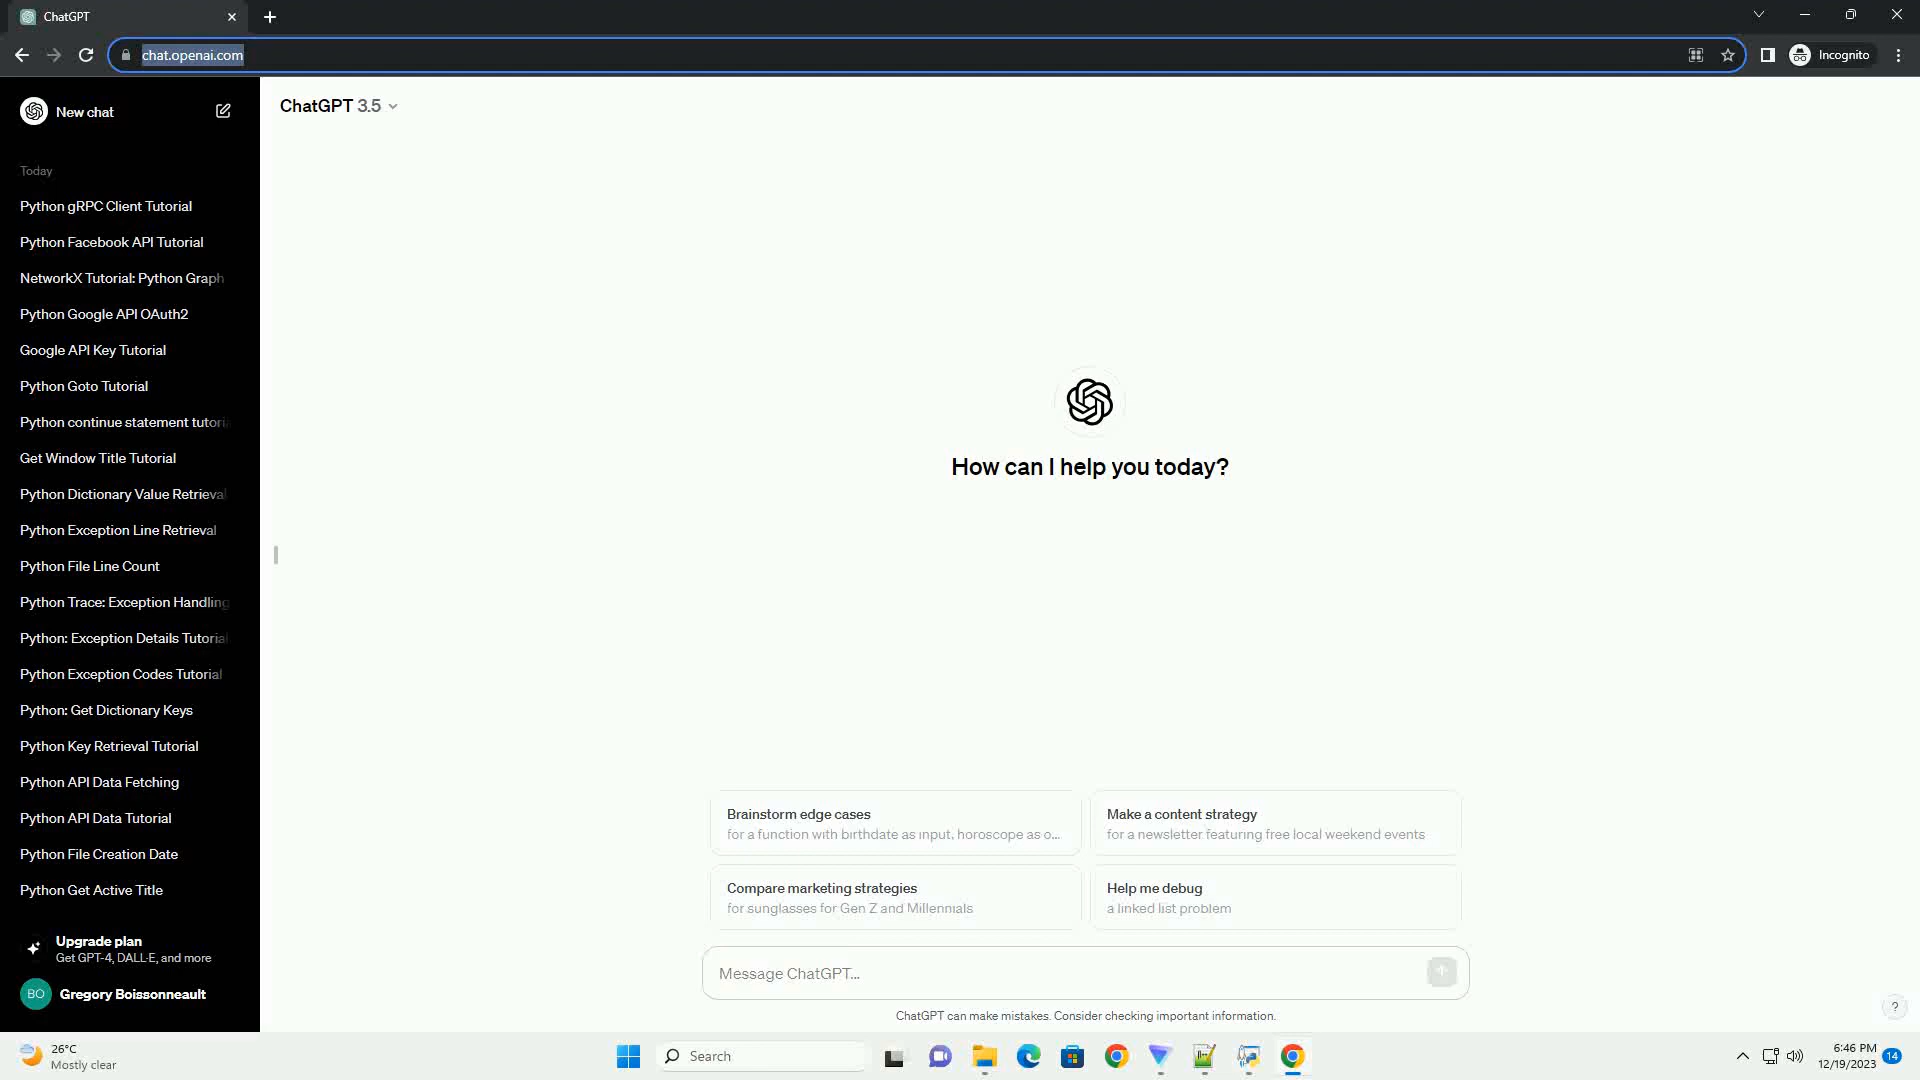 ChatGPT
chat.openai.com
Incognito
New chat
ChatGPT 3.5
Today
Python gRPC Client Tutorial
Python Facebook API Tutorial
NetworkX Tutorial: Python Graph
Python Google API OAuth2
Google API Key Tutorial
Python Goto Tutorial
Python continue statement tutoria
Get Window Title Tutorial
Python Dictionary Value Retrieval
Python Exception Line Retrieval
Python File Line Count
Python Trace: Exception Handling
Python: Exception Details Tutorial
Python Exception Codes Tutorial
Python: Get Dictionary Keys
Python Key Retrieval Tutorial
Python API Data Fetching
Python API Data Tutorial
Python File Creation Date
Python Get Active Title
Upgrade plan
Get GPT-4, DALL·E, and more
BO Gregory Boissonneault
How can I help you today?
Brainstorm edge cases
for a function with birthdate as input, horoscope as o...
Make a content strategy
for a newsletter featuring free local weekend events
Compare marketing strategies
for sunglasses for Gen Z and Millennials
Help me debug
a linked list problem
Message ChatGPT...
ChatGPT can make mistakes. Consider checking important information.
?
26°C
Mostly clear
Search
6:46 PM
12/19/2023
14